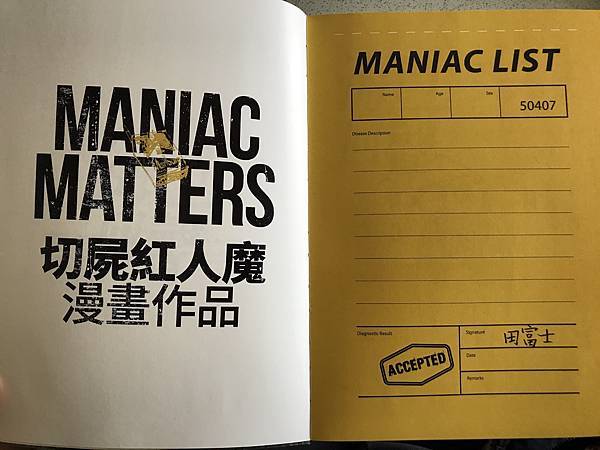 MANIAC
MATTERS
切屍紅人魔
漫畫作品
MANIAC LIST
Name
Age
Sex
50407
Disease Description
Diagnostic Result
ACCEPTED
Signature
田富士
Date
Remarks